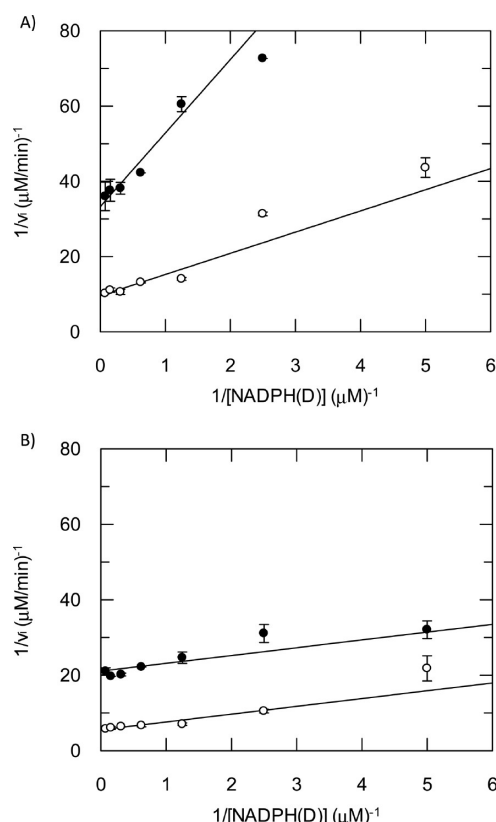 A)
80
60
40
20
0
1/vi (μM/min)-1
0 1 2 3 4 5 6
1/[NADPH(D)] (μM)-1
B)
80
60
40
20
0
1/vi (μM/min)-1
0 1 2 3 4 5 6
1/[NADPH(D)] (μM)-1